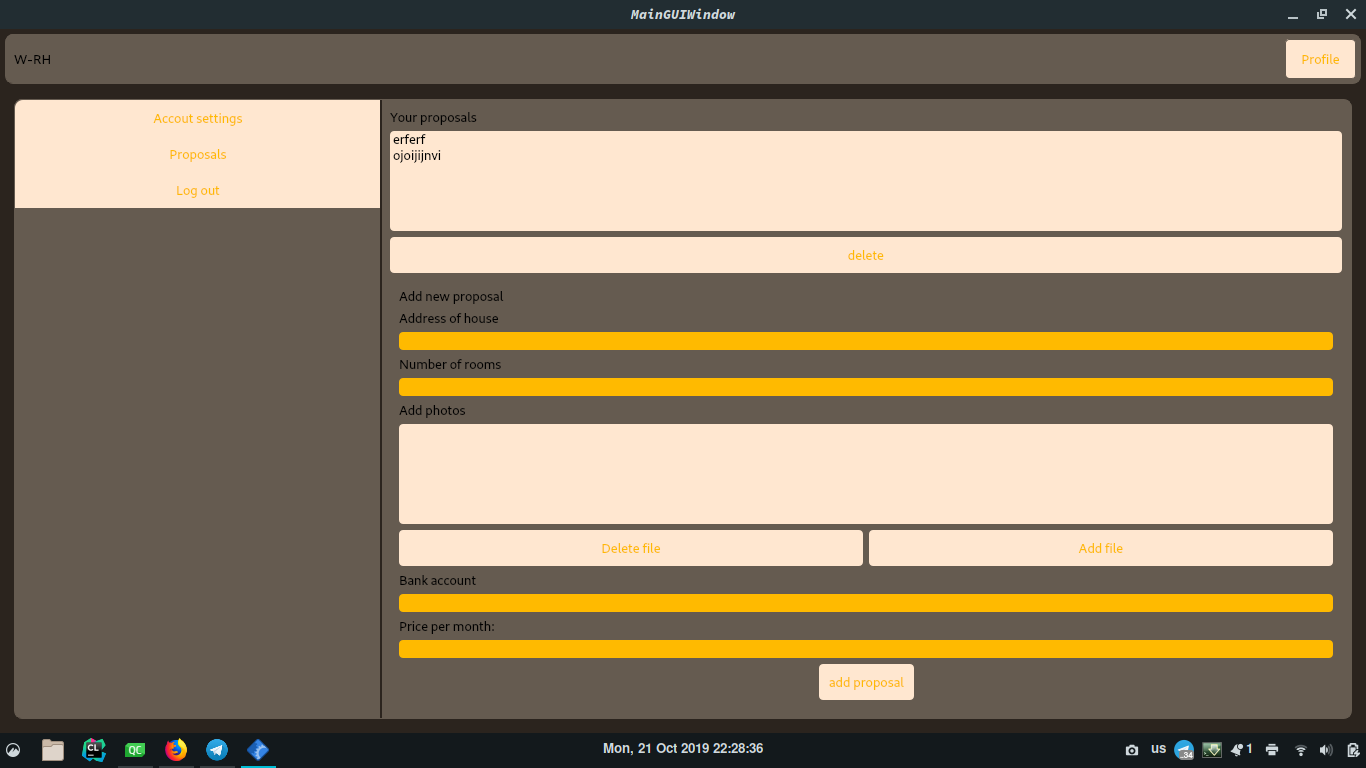 MainGUIWindow
W-RH
Profile
Accout settings
Proposals
Log out
Your proposals
erferf
ojoijijnvi
delete
Add new proposal
Address of house
Number of rooms
Add photos
Delete file
Add file
Bank account
Price per month:
add proposal
CL
QC
Mon, 21 Oct 2019 22:28:36
us
34
1